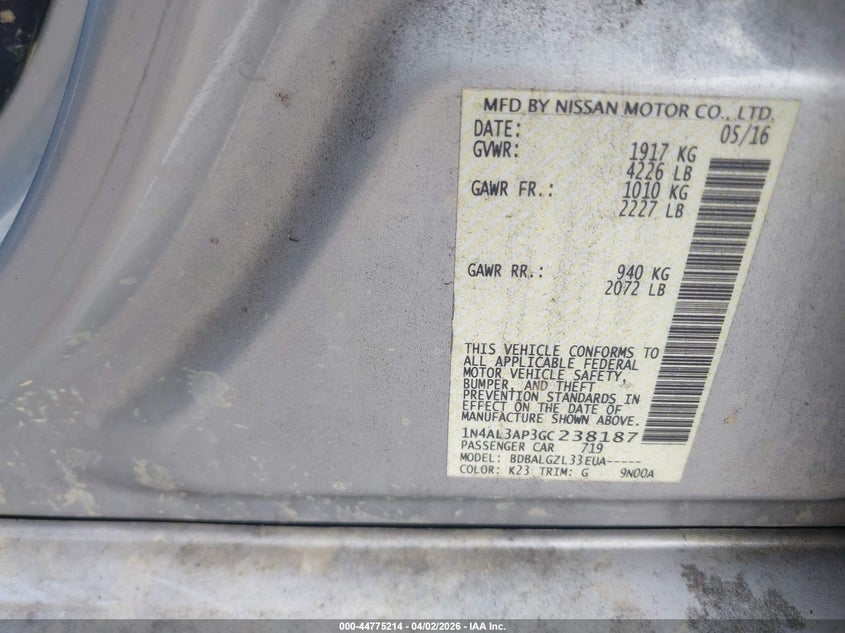 MFD BY NISSAN MOTOR CO., LTD.
DATE: 05/16
GVWR: 1917 KG
4226 LB
GAWR FR.: 1010 KG
2227 LB
GAWR RR.: 940 KG
2072 LB
THIS VEHICLE CONFORMS TO
ALL APPLICABLE FEDERAL
MOTOR VEHICLE SAFETY,
BUMPER, AND THEFT
PREVENTION STANDARDS IN
EFFECT ON THE DATE OF
MANUFACTURE SHOWN ABOVE.
1N4AL3AP3GC238187
PASSENGER CAR 719
MODEL: BDBALGZL33EUA-----
COLOR: K23 TRIM: G 9N00A
000-44775214 - 04/02/2026 - IAA Inc.